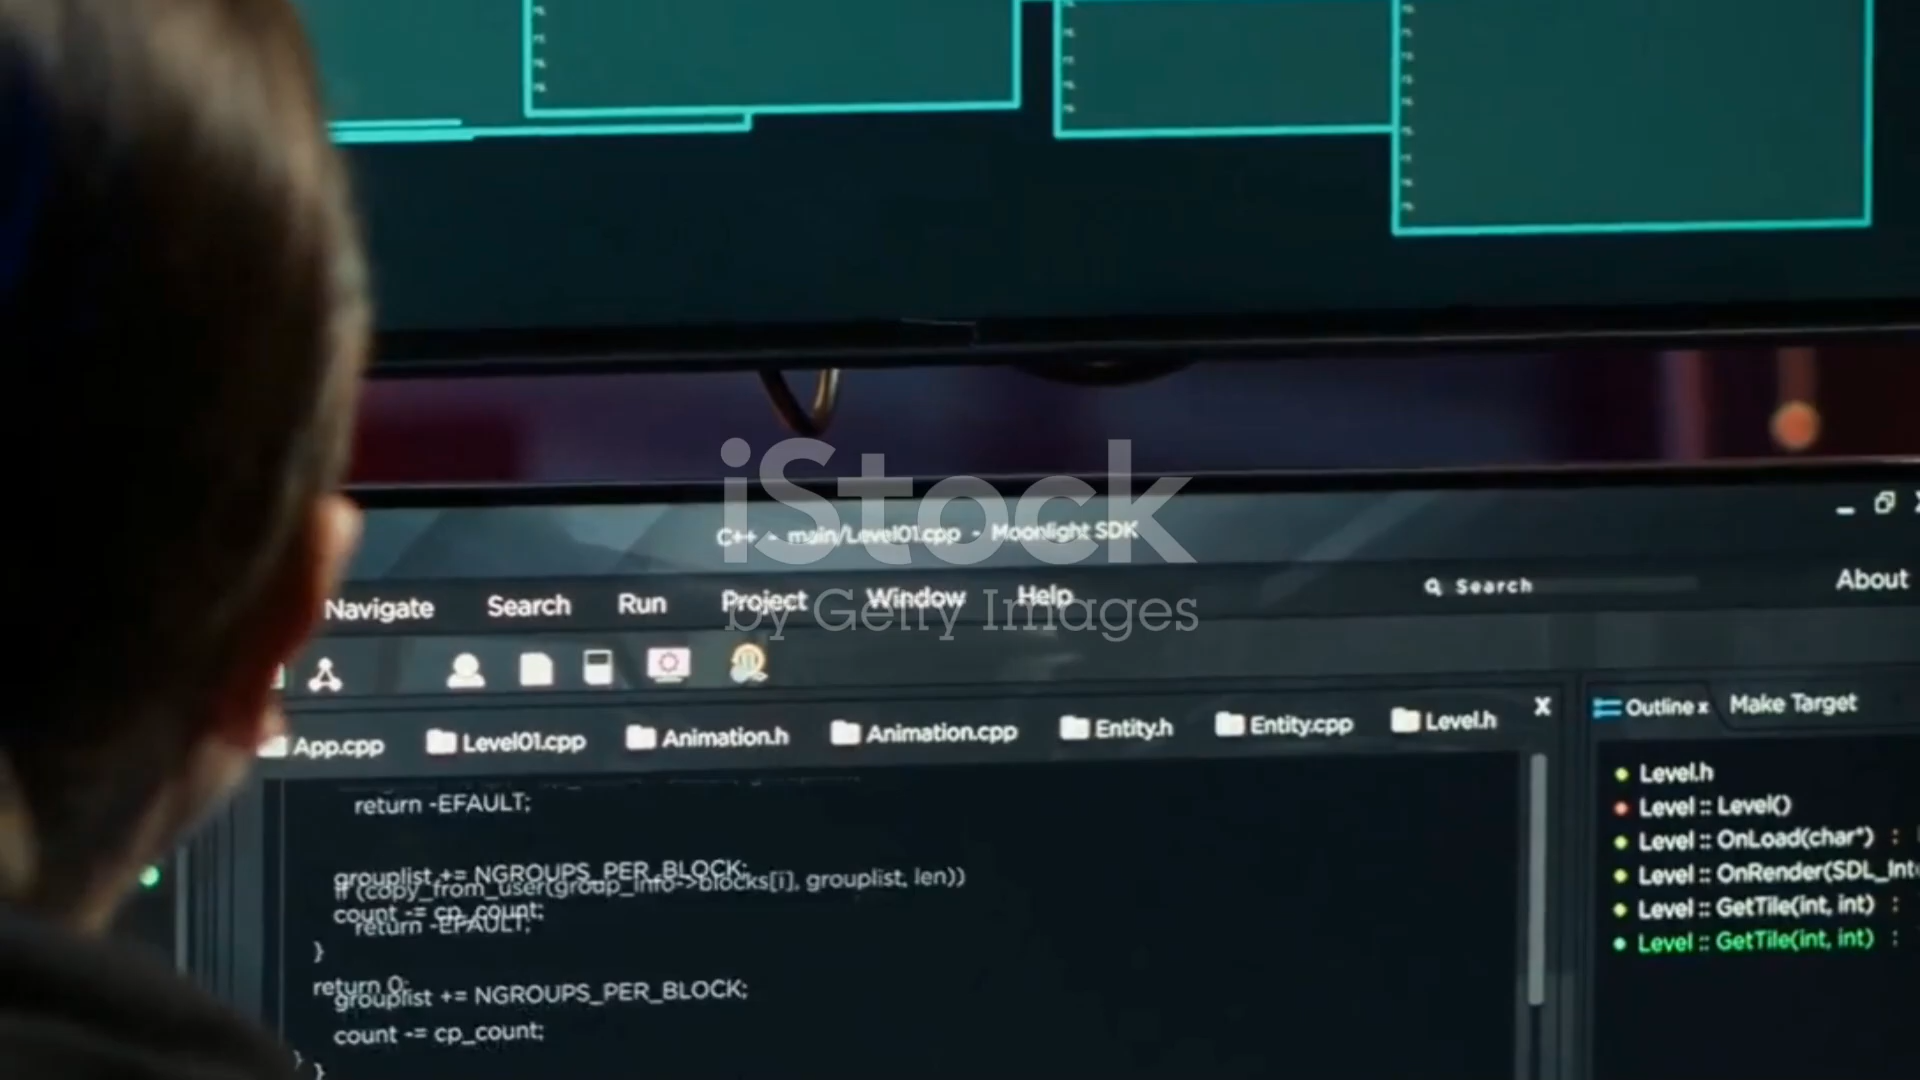 iStock
by Getty Images
C++ - main/Level01.cpp - Moonlight SDK
Navigate Search Run Project Window Help
Search
About
App.cpp Level01.cpp Animation.h Animation.cpp Entity.h Entity.cpp Level.h X
Outline x Make Target
return -EFAULT;
grouplist += NGROUPS_PER_BLOCK;
if (copy_from_user(group_info->blocks[i], grouplist, len))
count -= cp_count;
return -EFAULT;
}
return 0;
grouplist += NGROUPS_PER_BLOCK;
count -= cp_count;
}
}
Level.h
Level :: Level()
Level :: OnLoad(char*) :
Level :: OnRender(SDL_Int
Level :: GetTile(int, int) :
Level :: GetTile(int, int) :